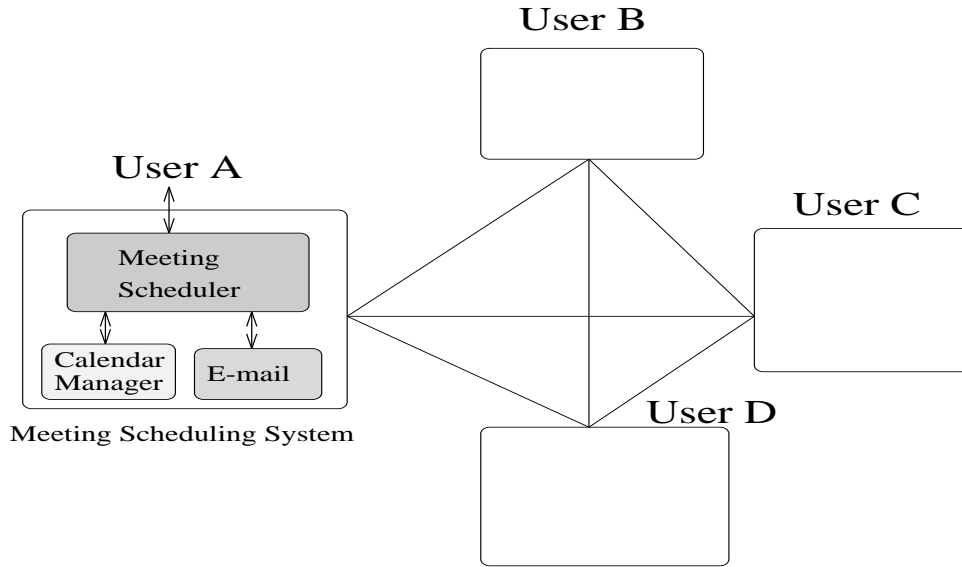 User B
User A
User C
Meeting
Scheduler
Calendar
Manager
E-mail
User D
Meeting Scheduling System